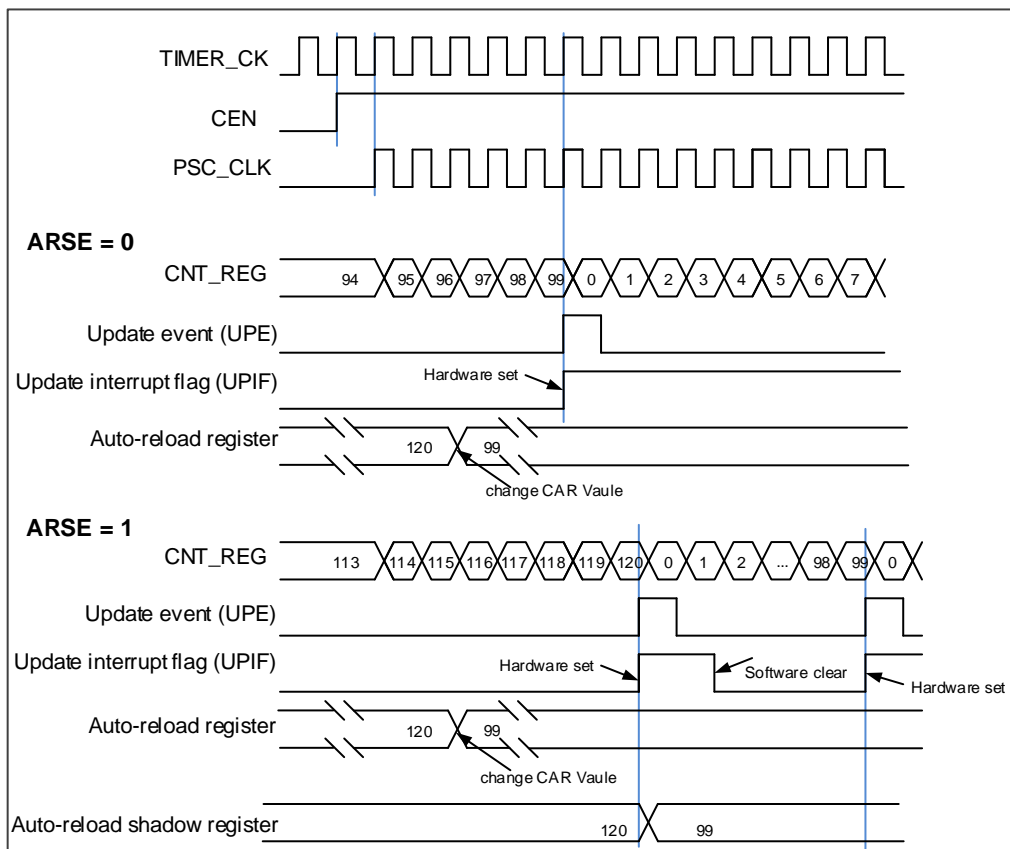 TIMER_CK
CEN
PSC_CLK
ARSE = 0
CNT_REG 94 95 96 97 98 99 0 1 2 3 4 5 6 7
Update event (UPE)
Update interrupt flag (UPIF) Hardware set
Auto-reload register 120 99
change CAR Vaule
ARSE = 1
CNT_REG 113 114 115 116 117 118 119 120 0 1 2 ... 98 99 0
Update event (UPE)
Update interrupt flag (UPIF) Hardware set Software clear Hardware set
Auto-reload register 120 99
change CAR Vaule
Auto-reload shadow register 120 99